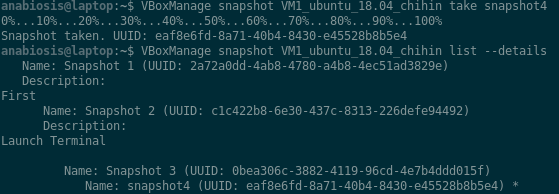 anabiosis@laptop:~$ VBoxManage snapshot VM1_ubuntu_18.04_chihin take snapshot4
0%...10%...20%...30%...40%...50%...60%...70%...80%...90%...100%
Snapshot taken. UUID: eaf8e6fd-8a71-40b4-8430-e45528b8b5e4
anabiosis@laptop:~$ VBoxManage snapshot VM1_ubuntu_18.04_chihin list --details
Name: Snapshot 1 (UUID: 2a72a0dd-4ab8-4780-a4b8-4ec51ad3829e)
Description:
First
Name: Snapshot 2 (UUID: c1c422b8-6e30-437c-8313-226defe94492)
Description:
Launch Terminal
Name: Snapshot 3 (UUID: 0bea306c-3882-4119-96cd-4e7b4ddd015f)
Name: snapshot4 (UUID: eaf8e6fd-8a71-40b4-8430-e45528b8b5e4) *